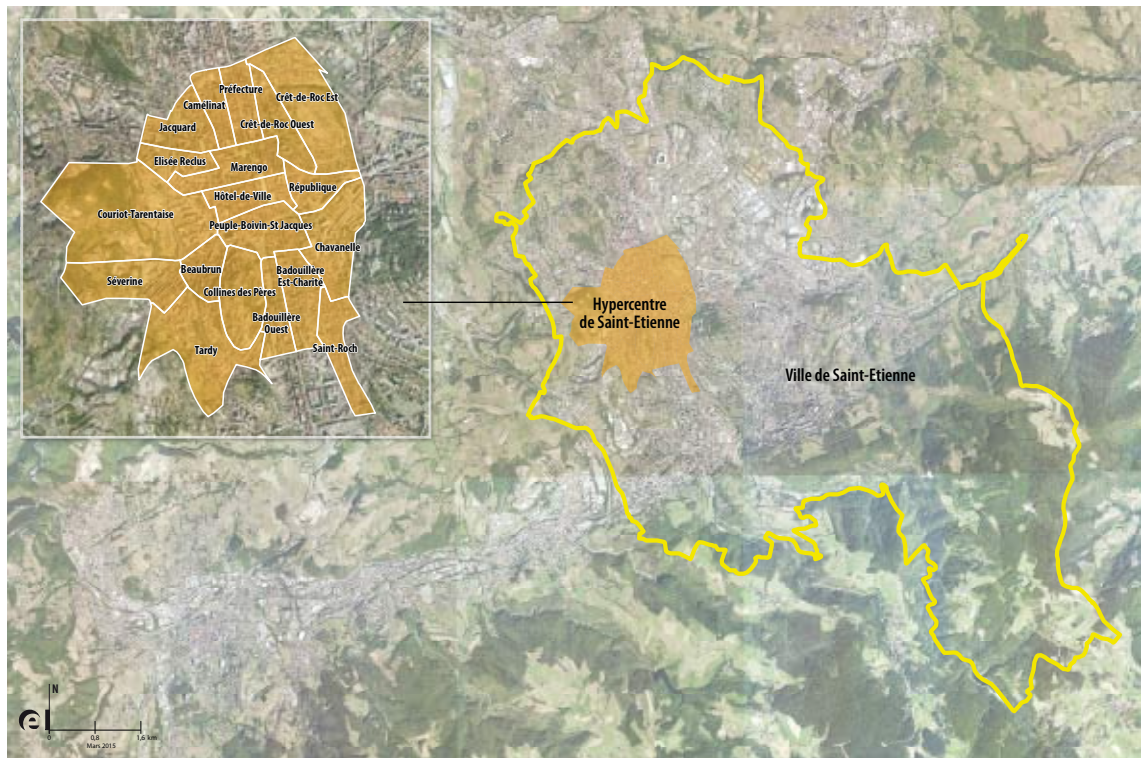 Préfecture
Crêt-de-Roc Est
Camélinat
Crêt-de-Roc Ouest
Jacquard
Elisée Reclus
Marengo
République
Hôtel-de-Ville
Couriot-Tarentaise
Peuple-Boivin-St Jacques
Chavanelle
Beaubrun
Badouillère
Est-Charité
Séverine
Collines des Pères
Badouillère
Ouest
Tardy
Saint-Roch
Hypercentre
de Saint-Etienne
Ville de Saint-Etienne
N
0
0,8
1,6 km
Mars 2015